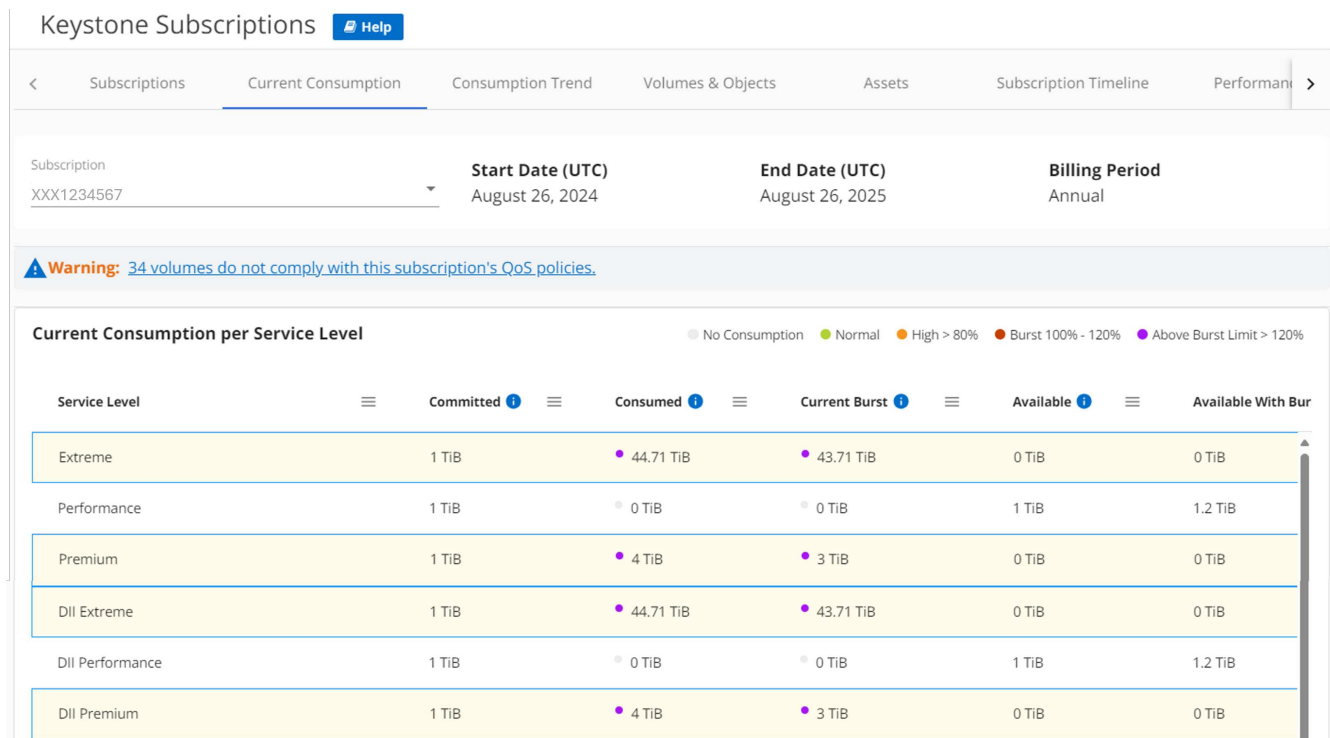 Keystone Subscriptions Help
Subscriptions Current Consumption Consumption Trend Volumes & Objects Assets Subscription Timeline Performanc
Subscription
XXX1234567
Start Date (UTC)
August 26, 2024
End Date (UTC)
August 26, 2025
Billing Period
Annual
Warning: 34 volumes do not comply with this subscription's QoS policies.
Current Consumption per Service Level
No Consumption Normal High > 80% Burst 100% - 120% Above Burst Limit > 120%
Service Level Committed Consumed Current Burst Available Available With Bur
Extreme 1 TiB 44.71 TiB 43.71 TiB 0 TiB 0 TiB
Performance 1 TiB 0 TiB 0 TiB 1 TiB 1.2 TiB
Premium 1 TiB 4 TiB 3 TiB 0 TiB 0 TiB
DII Extreme 1 TiB 44.71 TiB 43.71 TiB 0 TiB 0 TiB
DII Performance 1 TiB 0 TiB 0 TiB 1 TiB 1.2 TiB
DII Premium 1 TiB 4 TiB 3 TiB 0 TiB 0 TiB